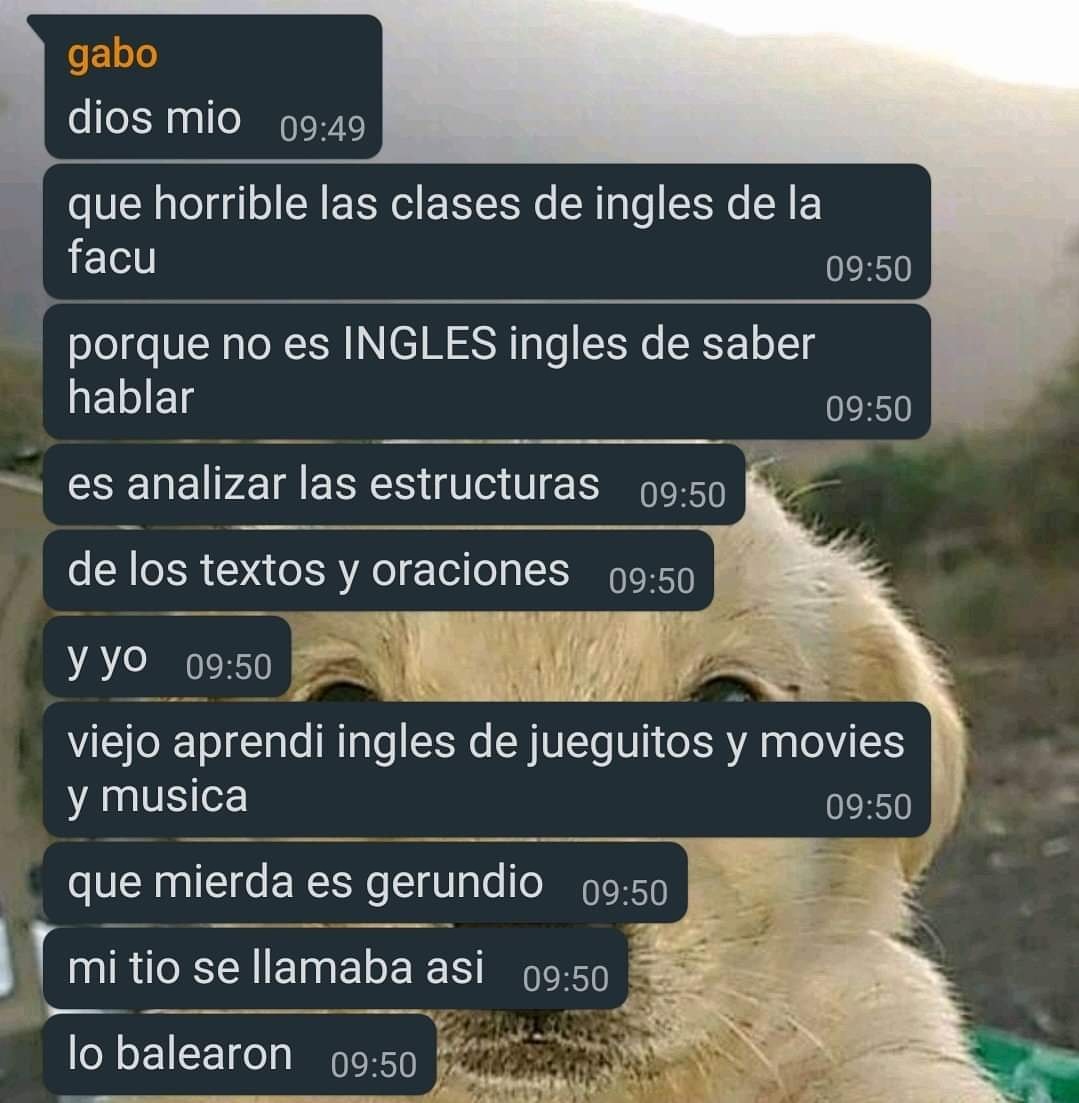 gabo
dios mio 09:49
que horrible las clases de ingles de la
facu 09:50
porque no es INGLES ingles de saber
hablar 09:50
es analizar las estructuras 09:50
de los textos y oraciones 09:50
y yo 09:50
viejo aprendi ingles de jueguitos y movies
y musica 09:50
que mierda es gerundio 09:50
mi tio se llamaba asi 09:50
lo balearon 09:50